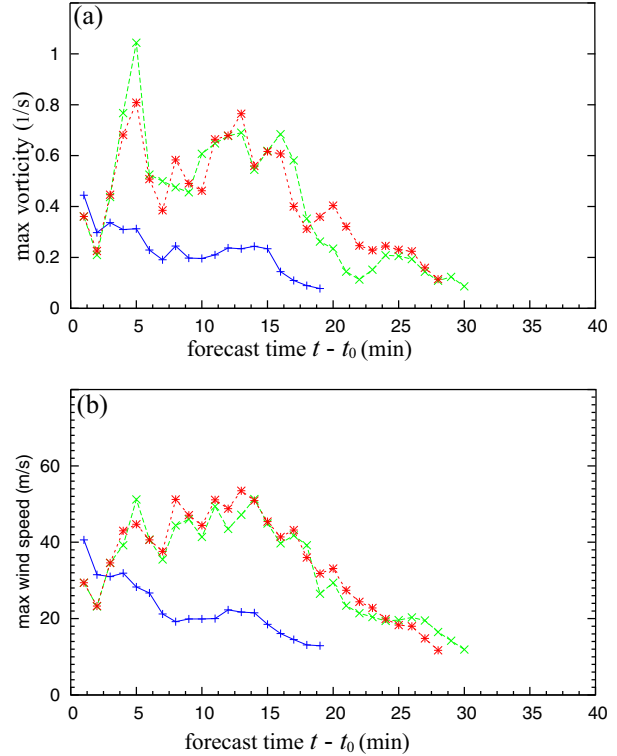 (a)
1
0.8
0.6
0.4
0.2
0
max vorticity (1/s)
0 5 10 15 20 25 30 35 40
forecast time t - t₀ (min)
(b)
60
40
20
0
max wind speed (m/s)
0 5 10 15 20 25 30 35 40
forecast time t - t₀ (min)